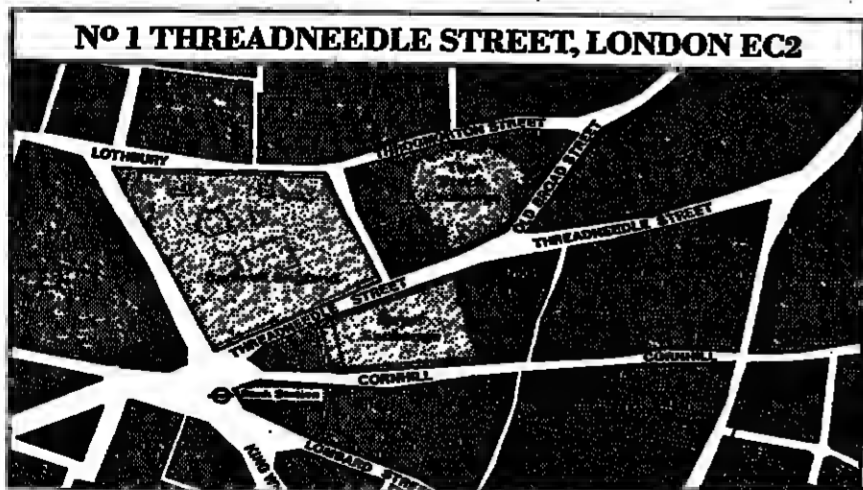 Nº 1 THREADNEEDLE STREET, LONDON EC2
THROGMORTON STREET
LOTHBURY
OLD BROAD STREET
THREADNEEDLE STREET
THREADNEEDLE STREET
CORNHILL
CORNHILL
LOMBARD STREET
KING